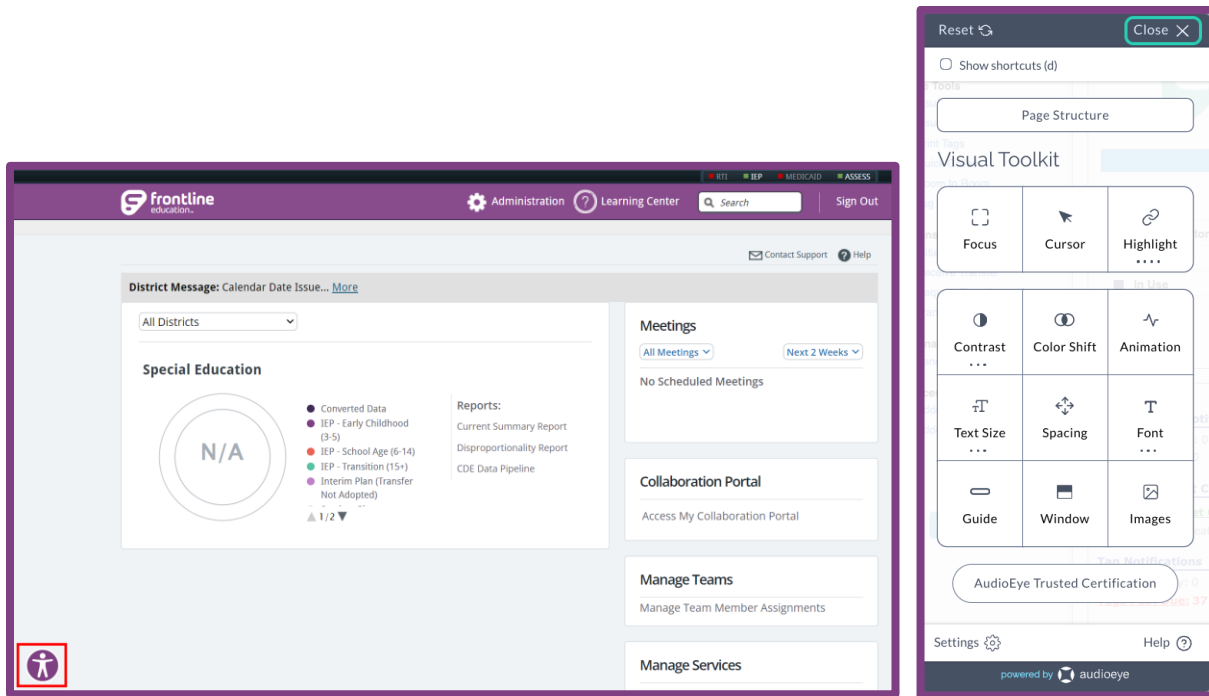 RTI IEP MEDICAID ASSESS
frontline
education
Administration ? Learning Center Search Sign Out
Contact Support ? Help
District Message: Calendar Date Issue... More
All Districts
Special Education
N/A
Converted Data
IEP - Early Childhood
(3-5)
IEP - School Age (6-14)
IEP - Transition (15+)
Interim Plan (Transfer
Not Adopted)
1/2
Reports:
Current Summary Report
Disproportionality Report
CDE Data Pipeline
Meetings
All Meetings Next 2 Weeks
No Scheduled Meetings
Collaboration Portal
Access My Collaboration Portal
Manage Teams
Manage Team Member Assignments
Manage Services
Reset Close
Show shortcuts (d)
Tools
Page Structure
Visual Toolkit
Focus Cursor Highlight
In Use
Contrast Color Shift Animation
Text Size Spacing Font
Guide Window Images
AudioEye Trusted Certification
Settings Help ?
powered by audioeye